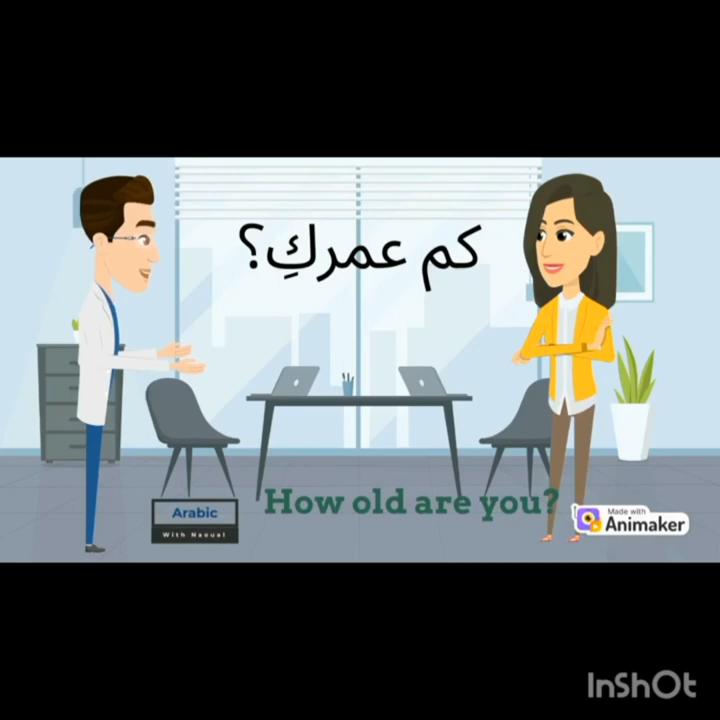 كم عمركِ؟
How old are you?
Arabic
With Naoual
Made with
Animaker
InShOt